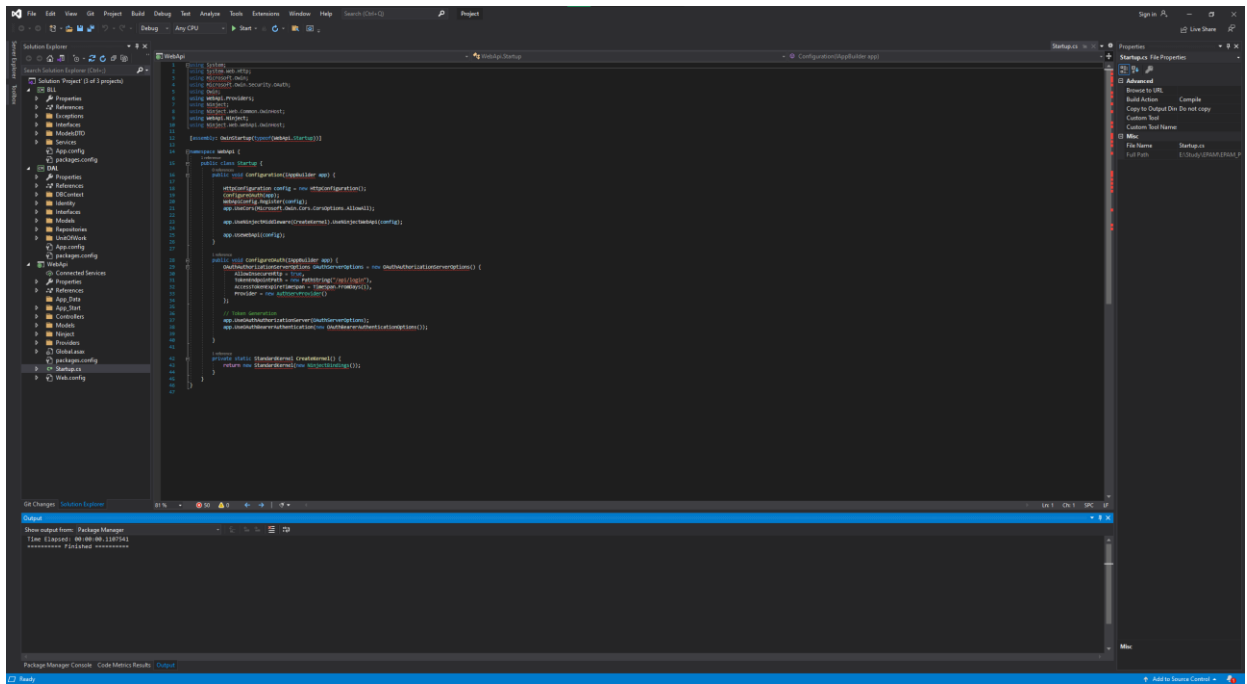 File Edit View Git Project Build Debug Test Analyze Tools Extensions Window Help Search (Ctrl+Q) Project Sign in
Debug Any CPU Start Live Share
Server Explorer
Toolbox
Solution Explorer
Search Solution Explorer (Ctrl+;)
Solution 'Project' (3 of 3 projects)
BLL
Properties
References
Exceptions
Interfaces
ModelsDTO
Services
App.config
packages.config
DAL
Properties
References
DBContext
Identity
Interfaces
Models
Repositories
UnitOfWork
App.config
packages.config
WebApi
Connected Services
Properties
References
App_Data
App_Start
Controllers
Models
Ninject
Providers
Global.asax
packages.config
Startup.cs
Web.config
Git Changes Solution Explorer
Startup.cs
WebApi WebApi.Startup Configuration(IAppBuilder app)
using System;
using System.Web.Http;
using Microsoft.Owin;
using Microsoft.Owin.Security.OAuth;
using Owin;
using WebApi.Providers;
using Ninject;
using Ninject.Web.Common.OwinHost;
using WebApi.Ninject;
using Ninject.Web.WebApi.OwinHost;
[assembly: OwinStartup(typeof(WebApi.Startup))]
namespace WebApi {
public class Startup {
public void Configuration(IAppBuilder app) {
HttpConfiguration config = new HttpConfiguration();
ConfigureOAuth(app);
WebApiConfig.Register(config);
app.UseCors(Microsoft.Owin.Cors.CorsOptions.AllowAll);
app.UseNinjectMiddleware(CreateKernel).UseNinjectWebApi(config);
app.UseWebApi(config);
}
public void ConfigureOAuth(IAppBuilder app) {
OAuthAuthorizationServerOptions OAuthServerOptions = new OAuthAuthorizationServerOptions() {
AllowInsecureHttp = true,
TokenEndpointPath = new PathString("/api/login"),
AccessTokenExpireTimeSpan = TimeSpan.FromDays(1),
Provider = new AuthServProvider()
};
// Token Generation
app.UseOAuthAuthorizationServer(OAuthServerOptions);
app.UseOAuthBearerAuthentication(new OAuthBearerAuthenticationOptions());
}
private static StandardKernel CreateKernel() {
return new StandardKernel(new NinjectBindings());
}
}
}
81 % 50 0 Ln: 1 Ch: 1 SPC LF
Properties
Startup.cs File Properties
Advanced
Browse to URL
Build Action Compile
Copy to Output Dir Do not copy
Custom Tool
Custom Tool Name
Misc
File Name Startup.cs
Full Path
Misc
Output
Show output from: Package Manager
Time Elapsed: 00:00:00.1107541
========== Finished ==========
Package Manager Console Code Metrics Results Output
Ready Add to Source Control